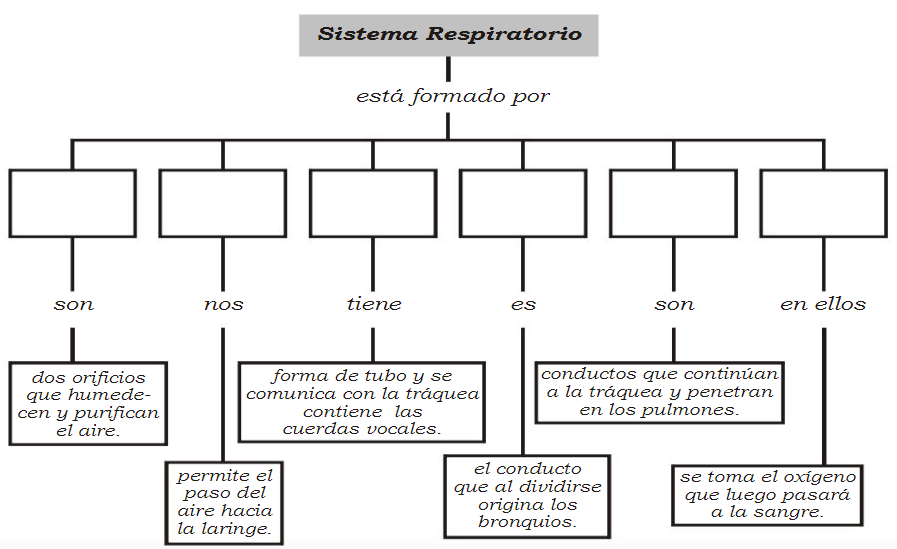 Sistema Respiratorio
está formado por
son
nos
tiene
es
son
en ellos
dos orificios
que humede-
cen y purifican
el aire.
permite el
paso del
aire hacia
la laringe.
forma de tubo y se
comunica con la tráquea
contiene las
cuerdas vocales.
el conducto
que al dividirse
origina los
bronquios.
conductos que continúan
a la tráquea y penetran
en los pulmones.
se toma el oxígeno
que luego pasará
a la sangre.